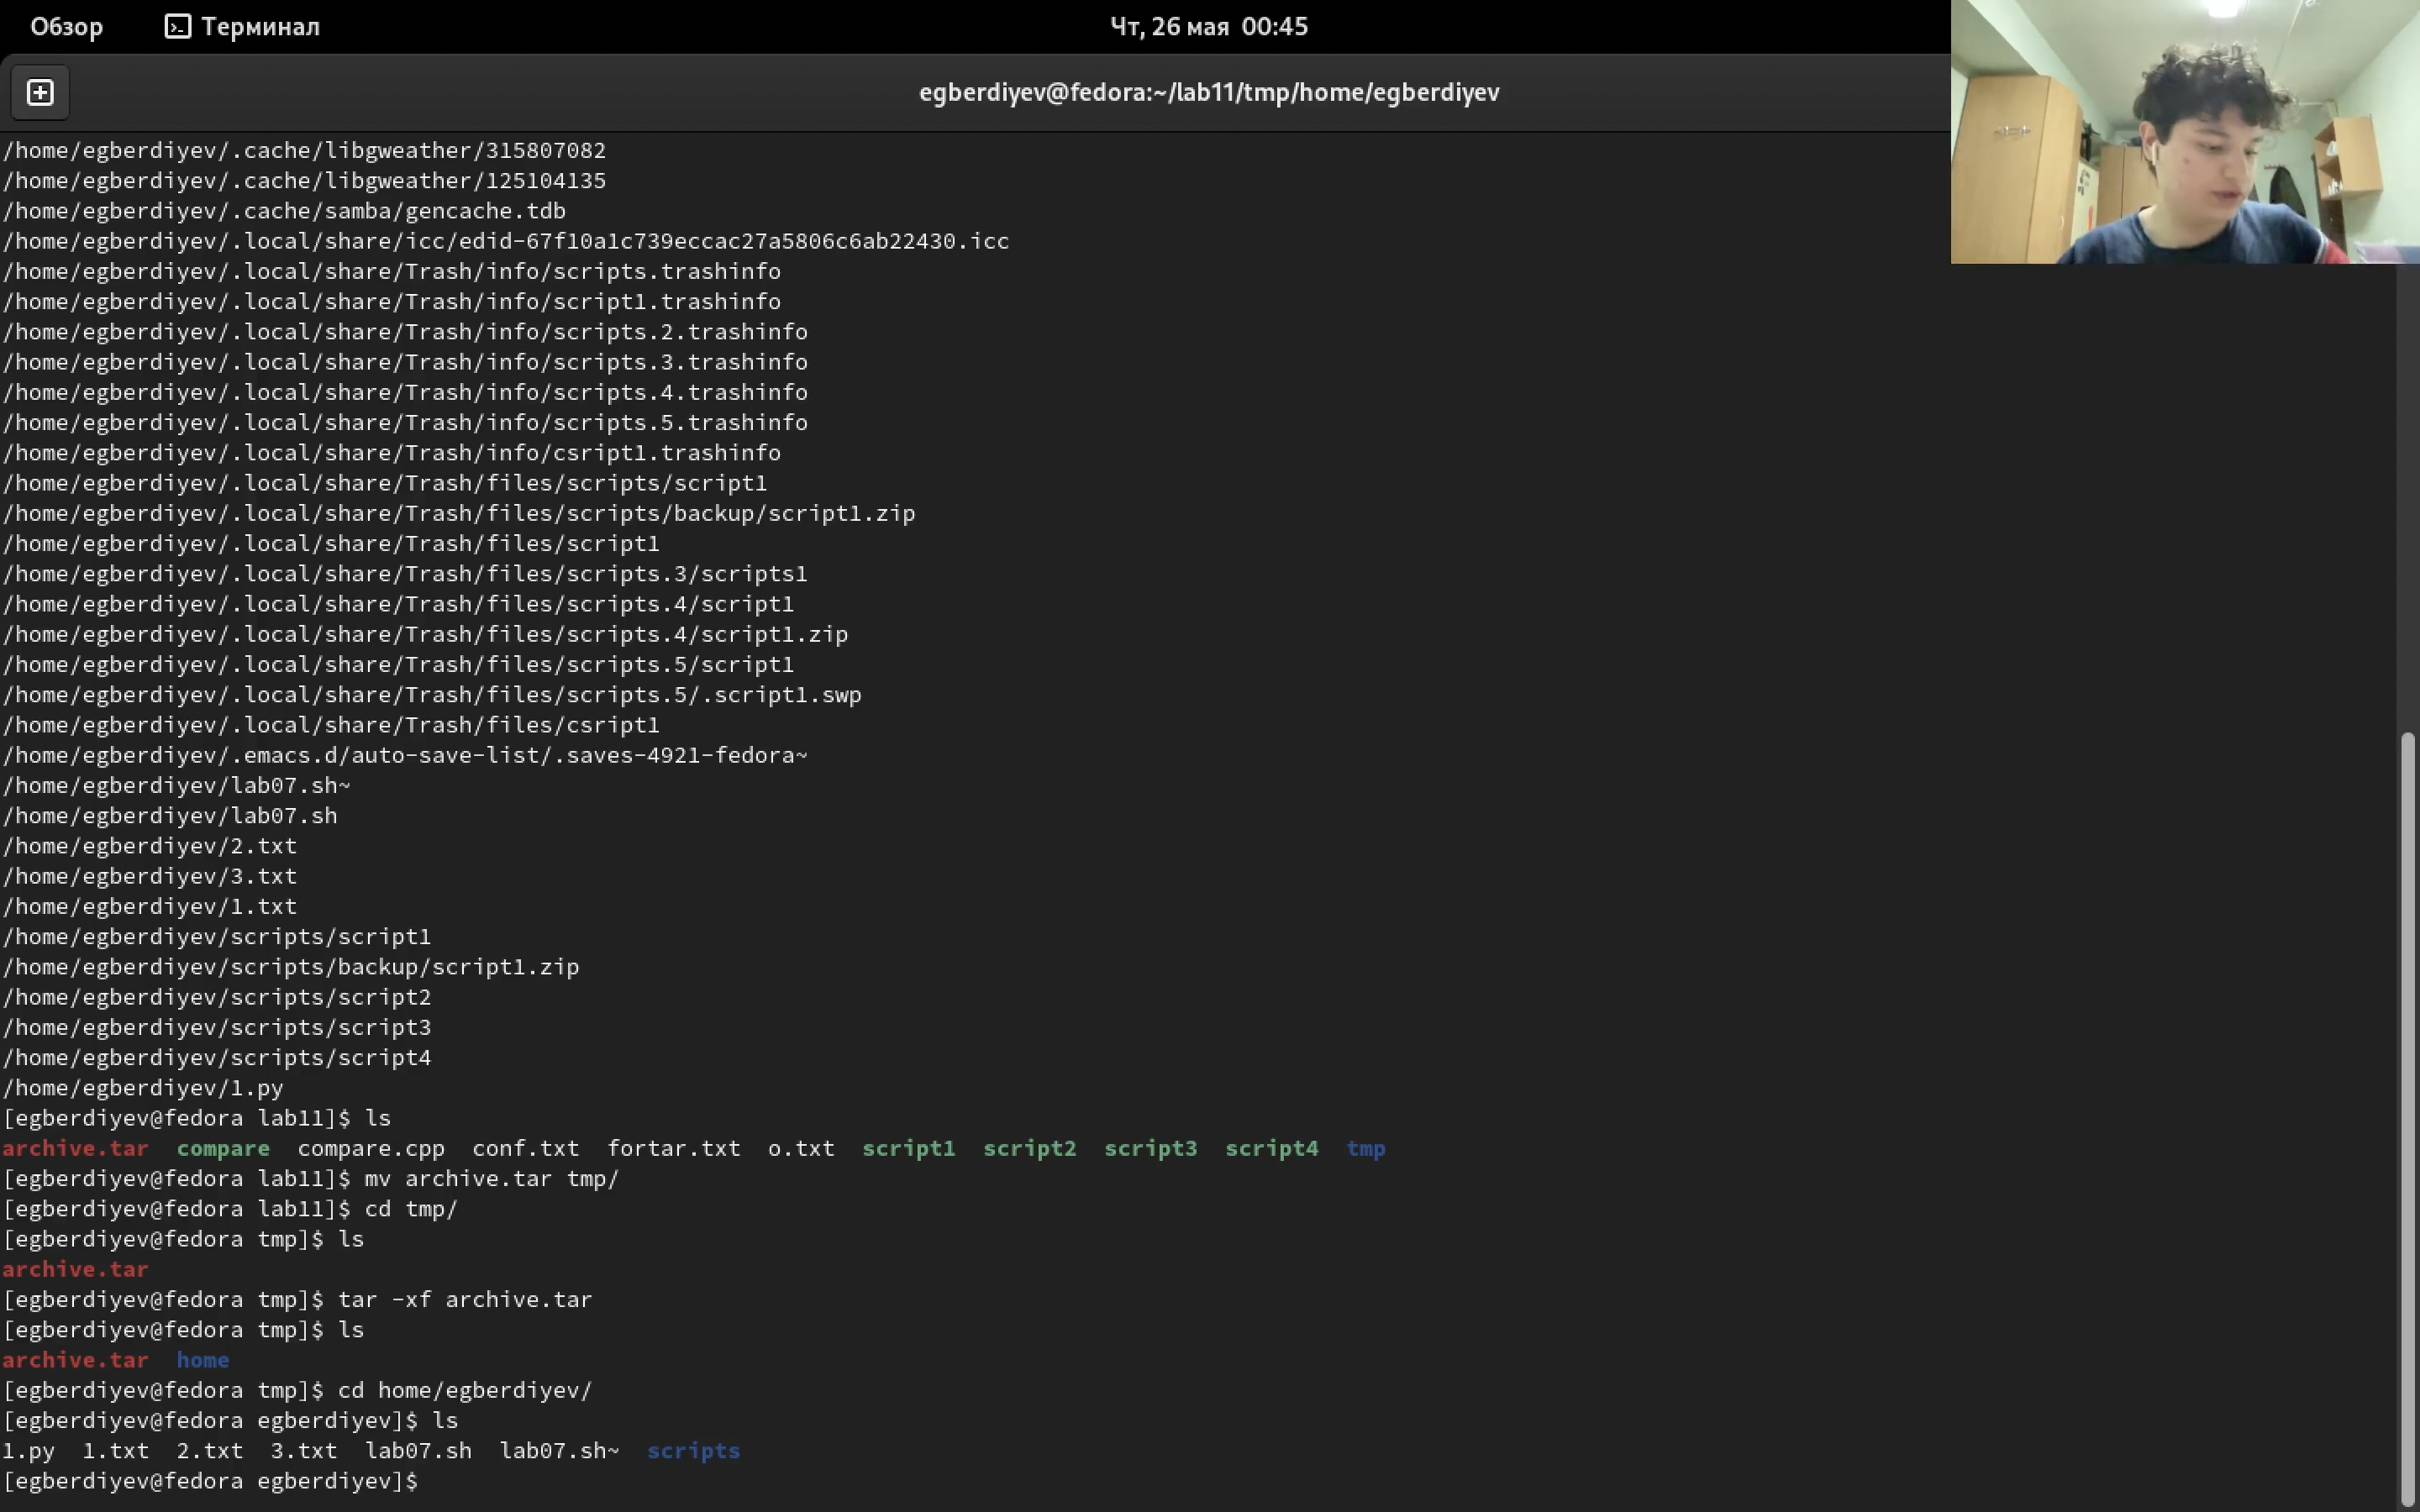 Обзор Терминал Чт, 26 мая 00:45
egberdiyev@fedora:~/lab11/tmp/home/egberdiyev
/home/egberdiyev/.cache/libgweather/315807082
/home/egberdiyev/.cache/libgweather/125104135
/home/egberdiyev/.cache/samba/gencache.tdb
/home/egberdiyev/.local/share/icc/edid-67f10a1c739eccac27a5806c6ab22430.icc
/home/egberdiyev/.local/share/Trash/info/scripts.trashinfo
/home/egberdiyev/.local/share/Trash/info/script1.trashinfo
/home/egberdiyev/.local/share/Trash/info/scripts.2.trashinfo
/home/egberdiyev/.local/share/Trash/info/scripts.3.trashinfo
/home/egberdiyev/.local/share/Trash/info/scripts.4.trashinfo
/home/egberdiyev/.local/share/Trash/info/scripts.5.trashinfo
/home/egberdiyev/.local/share/Trash/info/csript1.trashinfo
/home/egberdiyev/.local/share/Trash/files/scripts/script1
/home/egberdiyev/.local/share/Trash/files/scripts/backup/script1.zip
/home/egberdiyev/.local/share/Trash/files/script1
/home/egberdiyev/.local/share/Trash/files/scripts.3/scripts1
/home/egberdiyev/.local/share/Trash/files/scripts.4/script1
/home/egberdiyev/.local/share/Trash/files/scripts.4/script1.zip
/home/egberdiyev/.local/share/Trash/files/scripts.5/script1
/home/egberdiyev/.local/share/Trash/files/scripts.5/.script1.swp
/home/egberdiyev/.local/share/Trash/files/csript1
/home/egberdiyev/.emacs.d/auto-save-list/.saves-4921-fedora~
/home/egberdiyev/lab07.sh~
/home/egberdiyev/lab07.sh
/home/egberdiyev/2.txt
/home/egberdiyev/3.txt
/home/egberdiyev/1.txt
/home/egberdiyev/scripts/script1
/home/egberdiyev/scripts/backup/script1.zip
/home/egberdiyev/scripts/script2
/home/egberdiyev/scripts/script3
/home/egberdiyev/scripts/script4
/home/egberdiyev/1.py
[egberdiyev@fedora lab11]$ ls
archive.tar compare compare.cpp conf.txt fortar.txt o.txt script1 script2 script3 script4 tmp
[egberdiyev@fedora lab11]$ mv archive.tar tmp/
[egberdiyev@fedora lab11]$ cd tmp/
[egberdiyev@fedora tmp]$ ls
archive.tar
[egberdiyev@fedora tmp]$ tar -xf archive.tar
[egberdiyev@fedora tmp]$ ls
archive.tar home
[egberdiyev@fedora tmp]$ cd home/egberdiyev/
[egberdiyev@fedora egberdiyev]$ ls
1.py 1.txt 2.txt 3.txt lab07.sh lab07.sh~ scripts
[egberdiyev@fedora egberdiyev]$